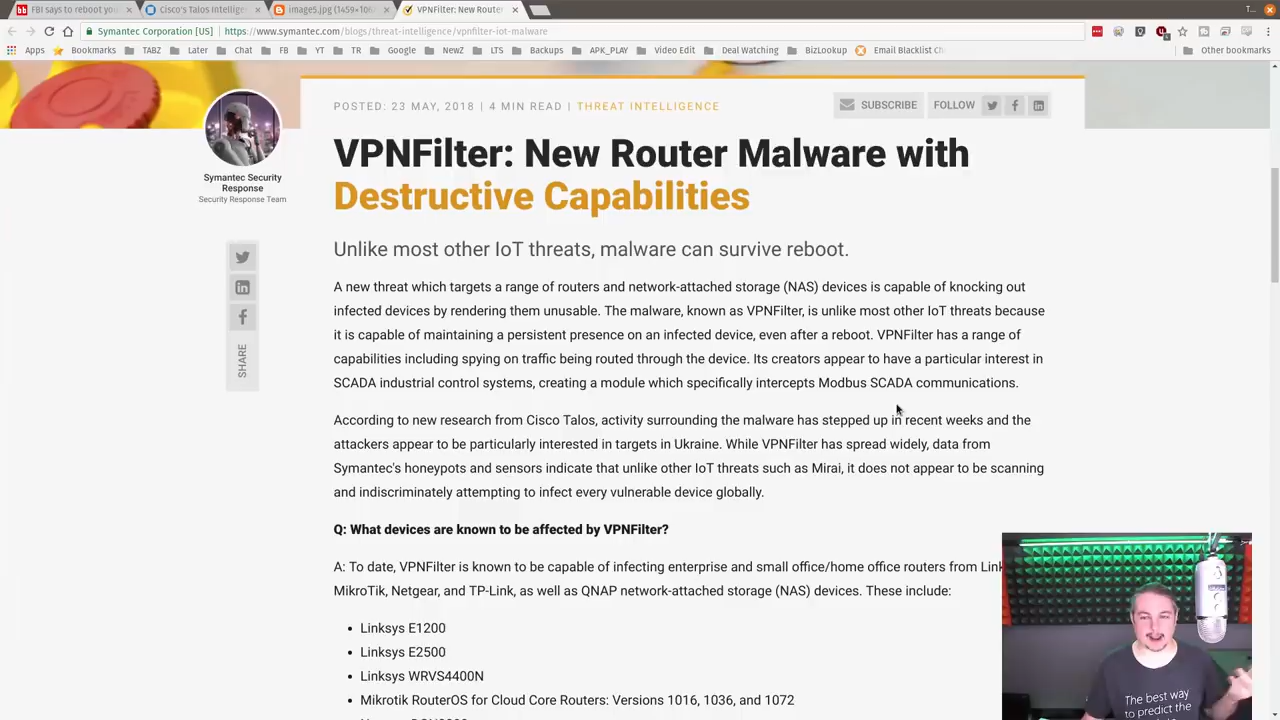 FBI says to reboot you
Cisco's Talos Intellige
image5.jpg (1459×106
VPNFilter: New Router
Symantec Corporation [US] | https://www.symantec.com/blogs/threat-intelligence/vpnfilter-iot-malware
Apps Bookmarks TABZ Later Chat FB YT TR Google NewZ LTS Backups APK_PLAY Video Edit Deal Watching BizLookup Email Blacklist Ch Other bookmarks
POSTED: 23 MAY, 2018 | 4 MIN READ | THREAT INTELLIGENCE
SUBSCRIBE
FOLLOW
VPNFilter: New Router Malware with
Destructive Capabilities
Symantec Security
Response
Security Response Team
SHARE
Unlike most other IoT threats, malware can survive reboot.
A new threat which targets a range of routers and network-attached storage (NAS) devices is capable of knocking out
infected devices by rendering them unusable. The malware, known as VPNFilter, is unlike most other IoT threats because
it is capable of maintaining a persistent presence on an infected device, even after a reboot. VPNFilter has a range of
capabilities including spying on traffic being routed through the device. Its creators appear to have a particular interest in
SCADA industrial control systems, creating a module which specifically intercepts Modbus SCADA communications.
According to new research from Cisco Talos, activity surrounding the malware has stepped up in recent weeks and the
attackers appear to be particularly interested in targets in Ukraine. While VPNFilter has spread widely, data from
Symantec's honeypots and sensors indicate that unlike other IoT threats such as Mirai, it does not appear to be scanning
and indiscriminately attempting to infect every vulnerable device globally.
Q: What devices are known to be affected by VPNFilter?
A: To date, VPNFilter is known to be capable of infecting enterprise and small office/home office routers from Link
MikroTik, Netgear, and TP-Link, as well as QNAP network-attached storage (NAS) devices. These include:
• Linksys E1200
• Linksys E2500
• Linksys WRVS4400N
• Mikrotik RouterOS for Cloud Core Routers: Versions 1016, 1036, and 1072
The best way
to predict the